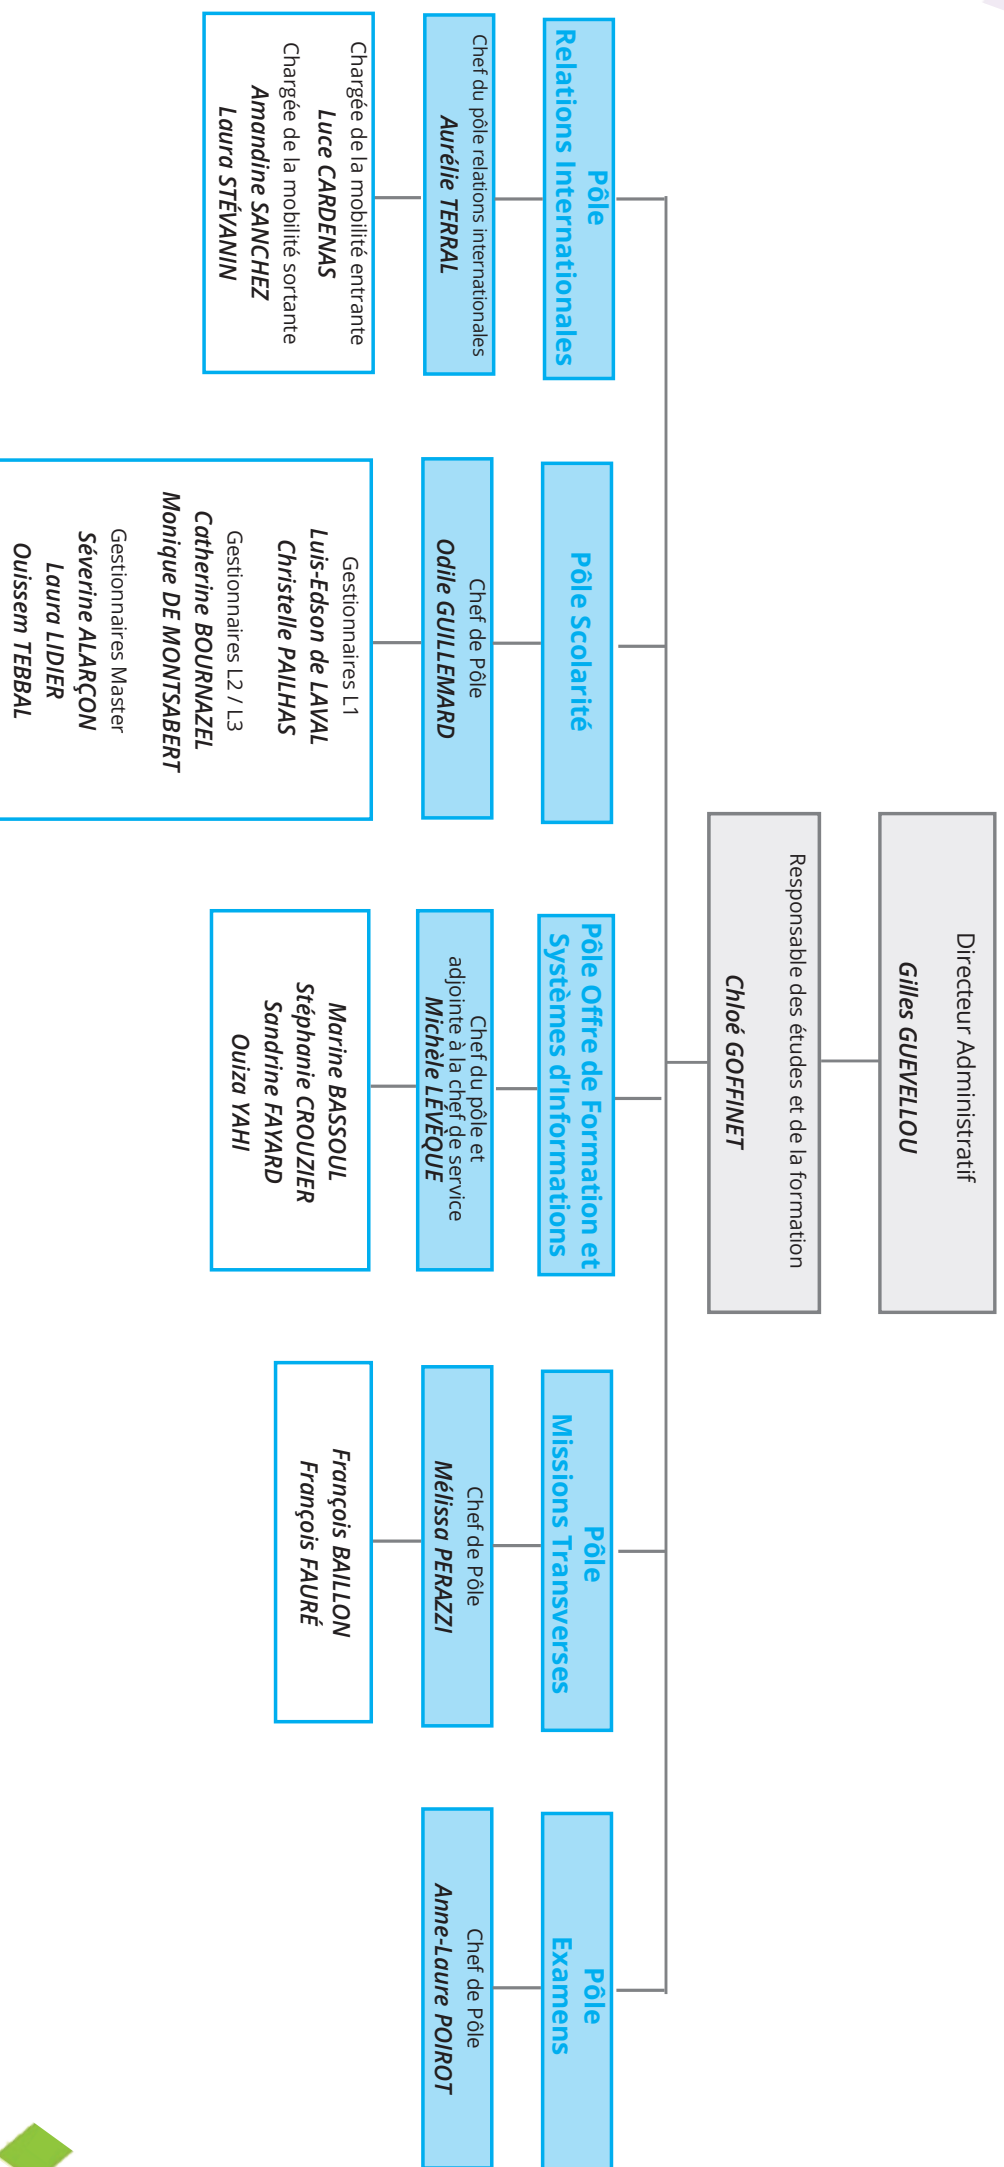 Directeur Administratif
Gilles GUEVELLOU
Responsable des études et de la formation
Chloé GOFFINET
Pôle
Relations Internationales
Chef du pôle relations internationales
Aurélie TERRAL
Chargée de la mobilité entrante
Luce CARDENAS
Chargée de la mobilité sortante
Amandine SANCHEZ
Laura STÉVANIN
Pôle Scolarité
Chef de Pôle
Odile GUILLEMARD
Gestionnaires L1
Luis-Edson de LAVAL
Christelle PAILHAS
Gestionnaires L2 / L3
Catherine BOURNAZEL
Monique DE MONTSABERT
Gestionnaires Master
Séverine ALARÇON
Laura LIDIER
Ouissem TEBBAL
Pôle Offre de Formation et
Systèmes d'Informations
Chef du pôle et
adjointe à la chef de service
Michèle LÉVÈQUE
Marine BASSOUL
Stéphanie CROUZIER
Sandrine FAYARD
Ouiza YAHI
Pôle
Missions Transverses
Chef de Pôle
Mélissa PERAZZI
François BAILLON
François FAURÉ
Pôle
Examens
Chef de Pôle
Anne-Laure POIROT